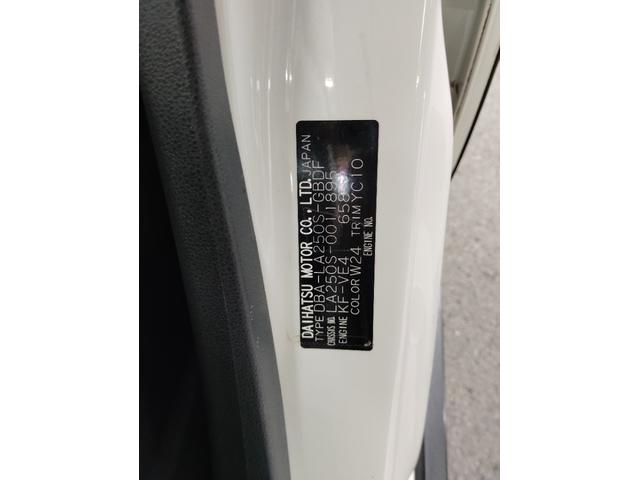 DAIHATSU MOTOR CO., LTD. JAPAN
TYPE DBA-LA250S-GBDF
CHASSIS NO. LA250S-0011895
ENGINE KF-VE4 658
COLOR W24 TRIM YC10
ENGINE NO.